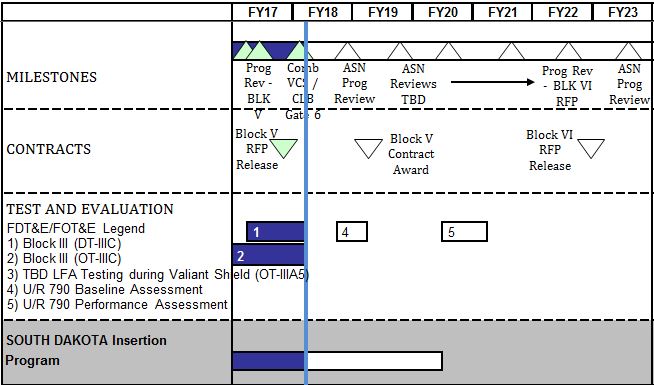 FY17 FY18 FY19 FY20 FY21 FY22 FY23
MILESTONES
Prog
Rev -
BLK
V
Comb
VCS /
CLB
Gate 6
ASN
Prog
Review
ASN
Reviews
TBD
Prog Rev
- BLK VI
RFP
ASN
Prog
Review
CONTRACTS
Block V
RFP
Release
Block V
Contract
Award
Block VI
RFP
Release
TEST AND EVALUATION
FDT&E/FOT&E Legend
1) Block III (DT-IIIC)
2) Block III (OT-IIIC)
3) TBD LFA Testing during Valiant Shield (OT-IIIA5)
4) U/R 790 Baseline Assessment
5) U/R 790 Performance Assessment
1
4
5
2
SOUTH DAKOTA Insertion
Program